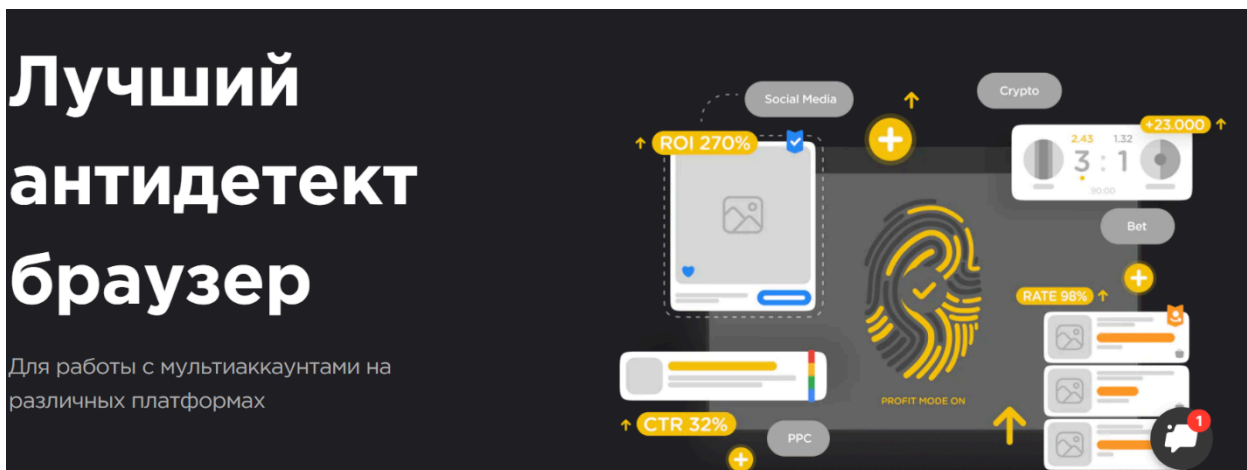 Лучший
антидетект
браузер
Для работы с мультиаккаунтами на
различных платформах
Social Media
Crypto
ROI 270%
+23.000
2.43 1.32
3 : 1
90:00
Bet
RATE 98%
PROFIT MODE ON
CTR 32%
PPC
1